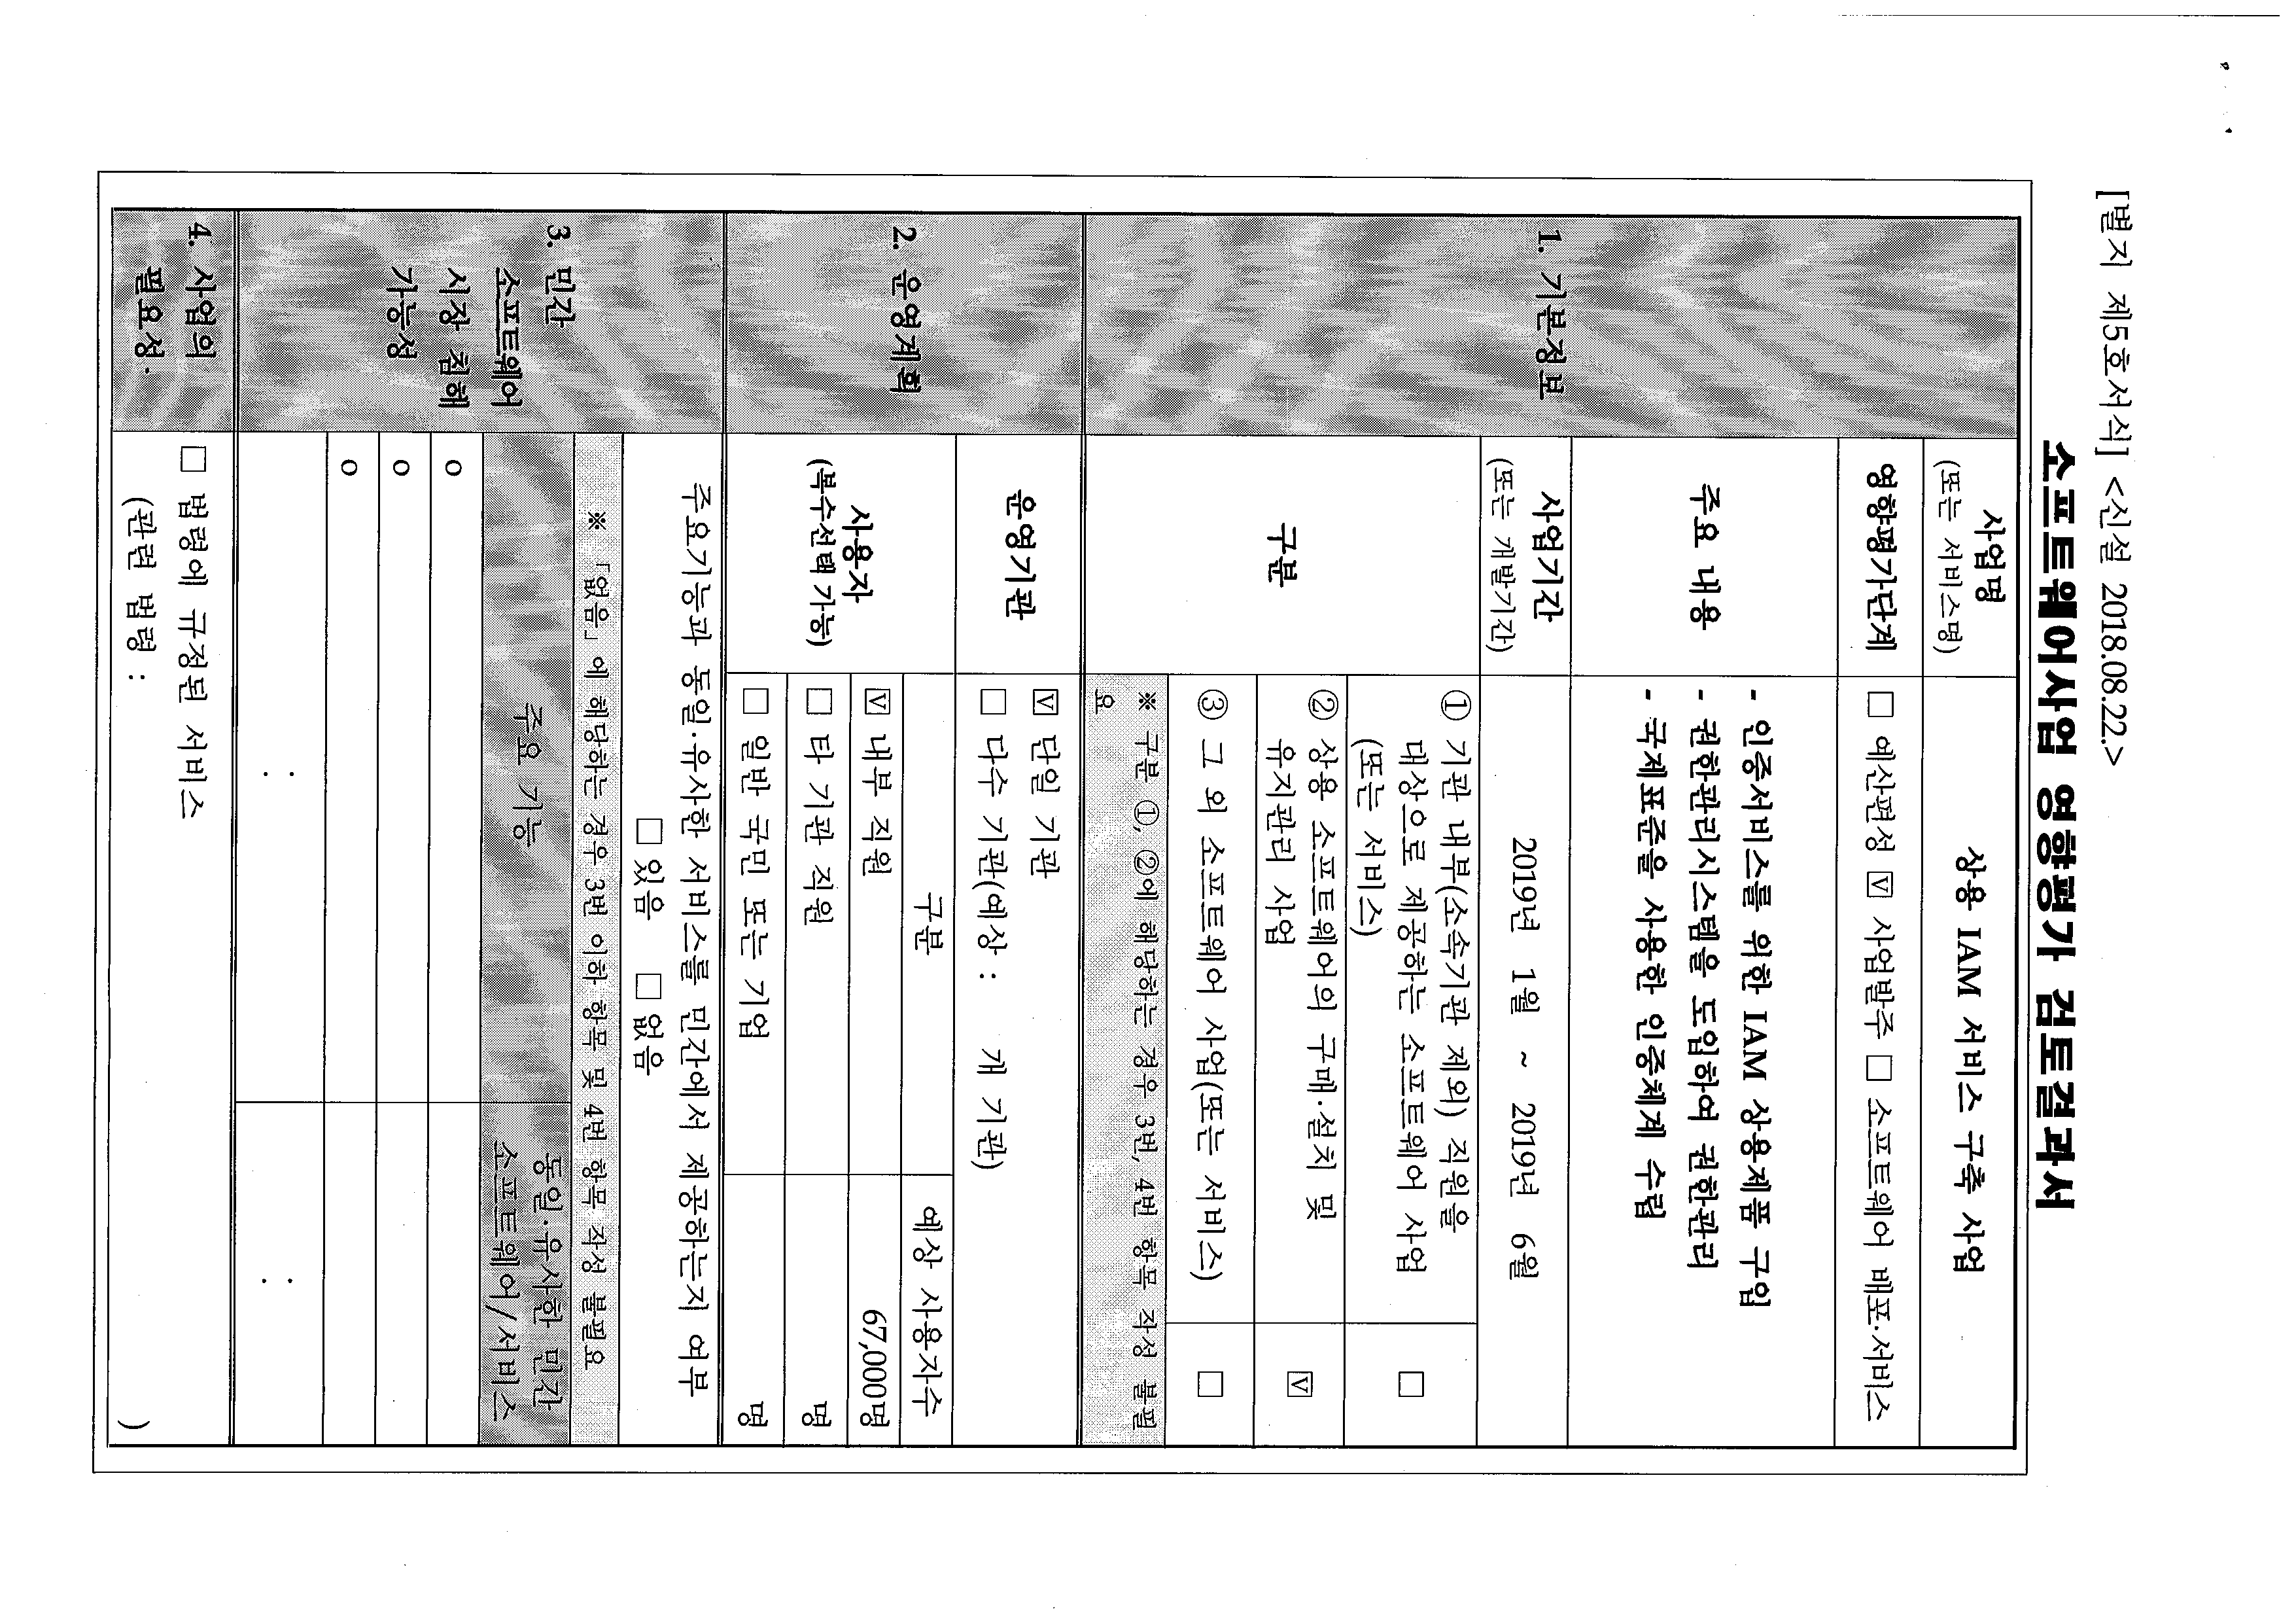 [별지 제5호서식] <신설 2018.08.22.>
소프트웨어사업 영향평가 검토결과서
1. 기본정보
사업명
(또는 서비스명)
상용 IAM 서비스 구축 사업
영향평가단계
□ 예산편성 ☑ 사업발주 □ 소프트웨어 배포·서비스
주요 내용
- 인증서비스를 위한 IAM 상용제품 구입
- 권한관리시스템을 도입하여 권한관리
- 국제표준을 사용한 인증체계 수립
사업기간
(또는 개발기간)
2019년 1월 ~ 2019년 6월
구분
① 기관 내부(소속기관 제외) 직원을
대상으로 제공하는 소프트웨어 사업
(또는 서비스)
□
② 상용 소프트웨어의 구매·설치 및
유지관리 사업
☑
③ 그 외 소프트웨어 사업(또는 서비스)
□
※ 구분 ①, ②에 해당하는 경우 3번, 4번 항목 작성 불필
요
2. 운영계획
운영기관
☑ 단일 기관
□ 다수 기관(예상 : 개 기관)
사용자
(복수선택 가능)
구분
예상 사용자수
☑ 내부 직원
67,000명
□ 타 기관 직원
명
□ 일반 국민 또는 기업
명
3. 민간
소프트웨어
시장 침해
가능성
주요기능과 동일·유사한 서비스를 민간에서 제공하는지 여부
□ 있음 □ 없음
※ 「없음」에 해당하는 경우 3번 이하 항목 및 4번 항목 작성 불필요
주요 기능
동일·유사한 민간
소프트웨어/서비스
o
o
o
:
:
4. 사업의
필요성
□ 법령에 규정된 서비스
(관련 법령 : )